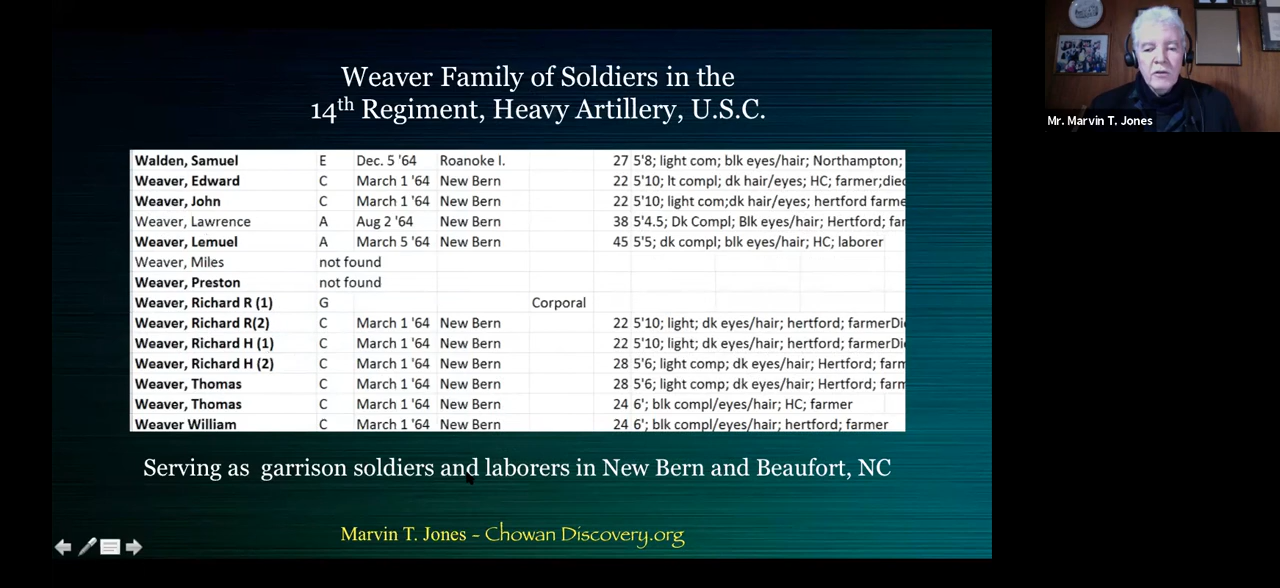 Weaver Family of Soldiers in the
14th Regiment, Heavy Artillery, U.S.C.
Walden, Samuel E Dec. 5 '64 Roanoke I. 27 5'8; light com; blk eyes/hair; Northampton;
Weaver, Edward C March 1 '64 New Bern 22 5'10; lt compl; dk hair/eyes; HC; farmer;died
Weaver, John C March 1 '64 New Bern 22 5'10; light com;dk hair/eyes; hertford farme
Weaver, Lawrence A Aug 2 '64 New Bern 38 5'4.5; Dk Compl; Blk eyes/hair; Hertford; far
Weaver, Lemuel A March 5 '64 New Bern 45 5'5; dk compl; blk eyes/hair; HC; laborer
Weaver, Miles not found
Weaver, Preston not found
Weaver, Richard R (1) G Corporal
Weaver, Richard R(2) C March 1 '64 New Bern 22 5'10; light; dk eyes/hair; hertford; farmerDi
Weaver, Richard H (1) C March 1 '64 New Bern 22 5'10; light; dk eyes/hair; hertford; farmerDi
Weaver, Richard H (2) C March 1 '64 New Bern 28 5'6; light comp; dk eyes/hair; Hertford; farm
Weaver, Thomas C March 1 '64 New Bern 28 5'6; light comp; dk eyes/hair; Hertford; farm
Weaver, Thomas C March 1 '64 New Bern 24 6'; blk compl/eyes/hair; HC; farmer
Weaver William C March 1 '64 New Bern 24 6'; blk compl/eyes/hair; hertford; farmer
Serving as garrison soldiers and laborers in New Bern and Beaufort, NC
Marvin T. Jones - Chowan Discovery.org
Mr. Marvin T. Jones